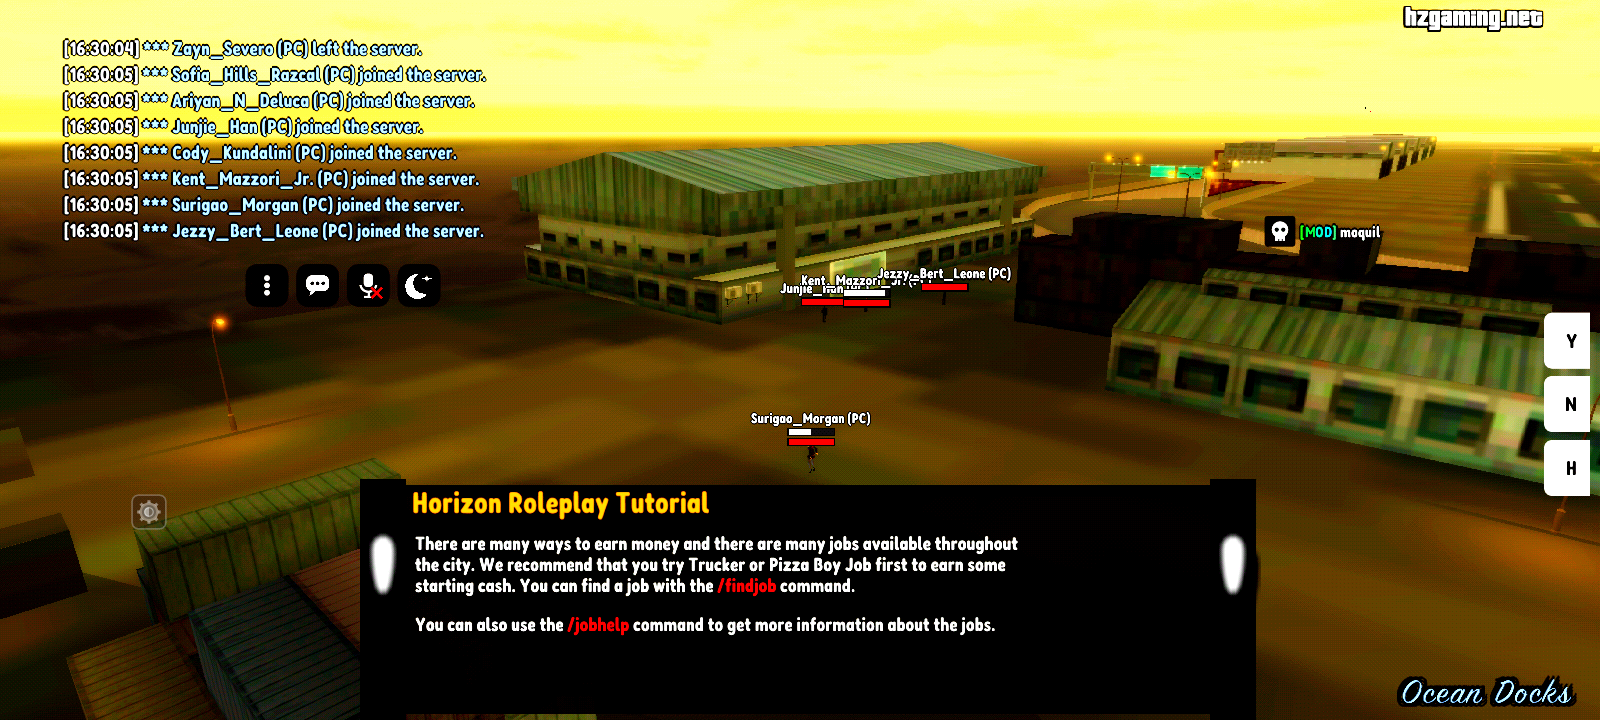 hzgaming.net
[16:30:04] *** Zayn_Severo (PC) left the server.
[16:30:05] *** Sofia_Hills_Razcal (PC) joined the server.
[16:30:05] *** Ariyan_N_Deluca (PC) joined the server.
[16:30:05] *** Junjie_Han (PC) joined the server.
[16:30:05] *** Cody_Kundalini (PC) joined the server.
[16:30:05] *** Kent_Mazzori_Jr. (PC) joined the server.
[16:30:05] *** Surigao_Morgan (PC) joined the server.
[16:30:05] *** Jezzy_Bert_Leone (PC) joined the server.
[MOD] moquil
Jezzy_Bert_Leone (PC)
Kent_Mazzori_Jr.
Y
N
H
Surigao_Morgan (PC)
Horizon Roleplay Tutorial
There are many ways to earn money and there are many jobs available throughout
the city. We recommend that you try Trucker or Pizza Boy Job first to earn some
starting cash. You can find a job with the /findjob command.
You can also use the /jobhelp command to get more information about the jobs.
Ocean Docks